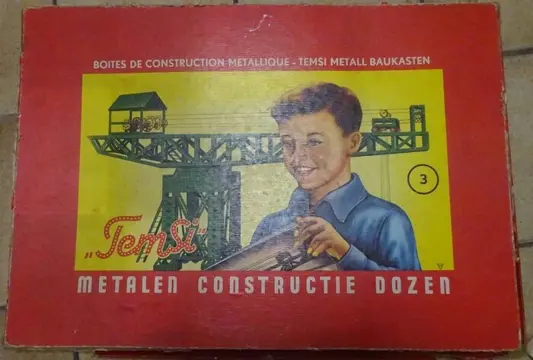 BOITES DE CONSTRUCTION METALLIQUE - TEMSI METALL BAUKASTEN
3
„Temsi"
METALEN CONSTRUCTIE DOZEN